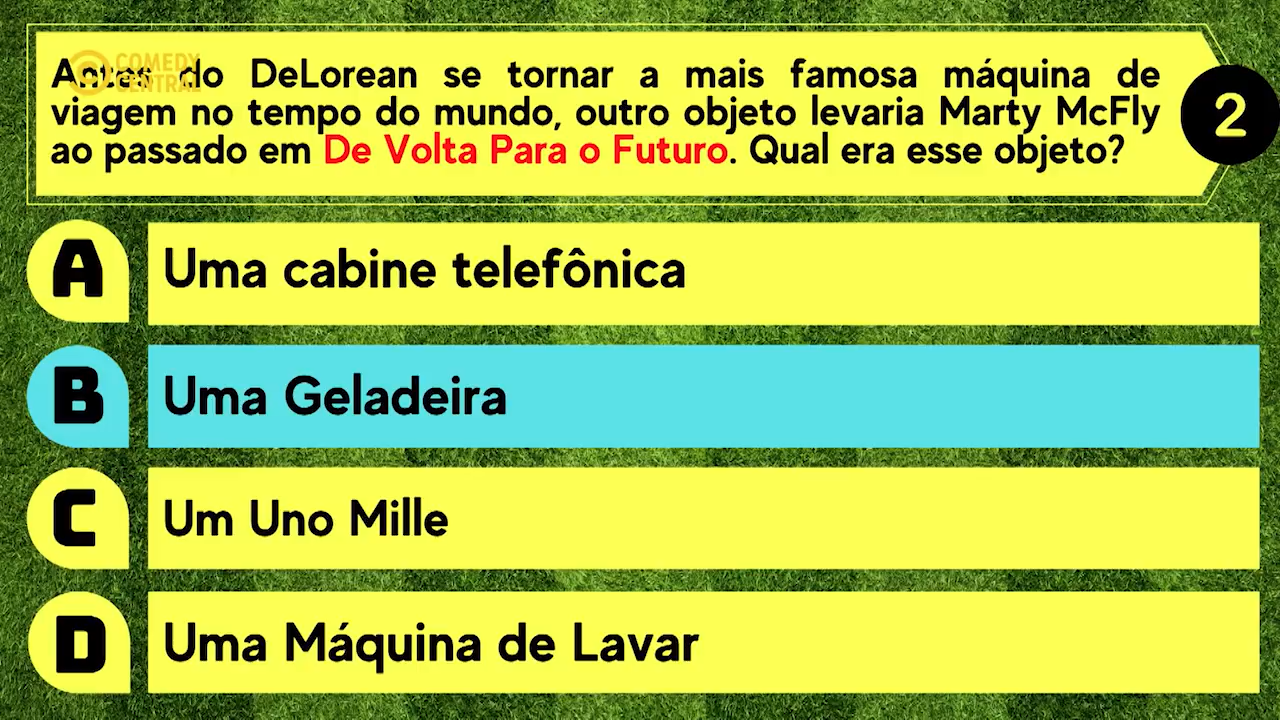 COMEDY
CENTRAL
Antes do DeLorean se tornar a mais famosa máquina de
viagem no tempo do mundo, outro objeto levaria Marty McFly
ao passado em De Volta Para o Futuro. Qual era esse objeto?
2
A
Uma cabine telefônica
B
Uma Geladeira
C
Um Uno Mille
D
Uma Máquina de Lavar